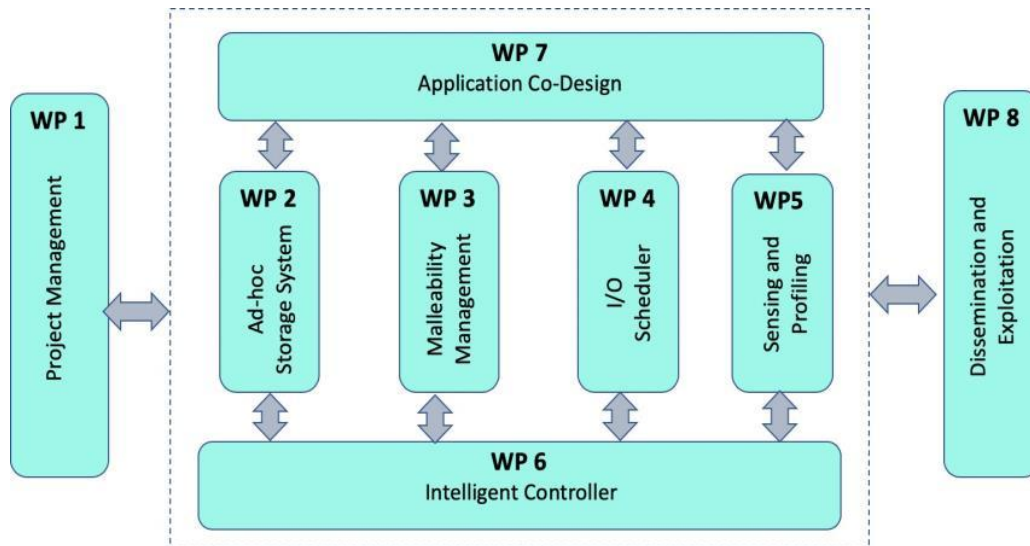 WP 7
Application Co-Design
WP 1
Project Management
WP 2
Ad-hoc
Storage System
WP 3
Malleability
Management
WP 4
I/O
Scheduler
WP5
Sensing and
Profiling
WP 8
Dissemination and
Exploitation
WP 6
Intelligent Controller